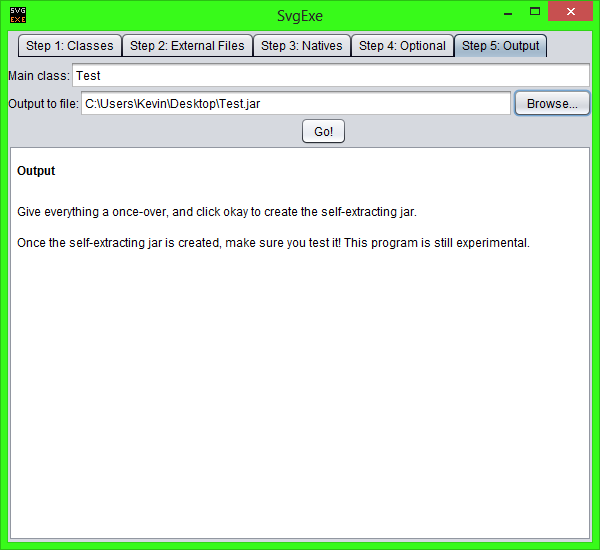 SVG
EXE
SvgExe
Step 1: Classes Step 2: External Files Step 3: Natives Step 4: Optional Step 5: Output
Main class: Test
Output to file: C:\Users\Kevin\Desktop\Test.jar Browse...
Go!
Output
Give everything a once-over, and click okay to create the self-extracting jar.
Once the self-extracting jar is created, make sure you test it! This program is still experimental.